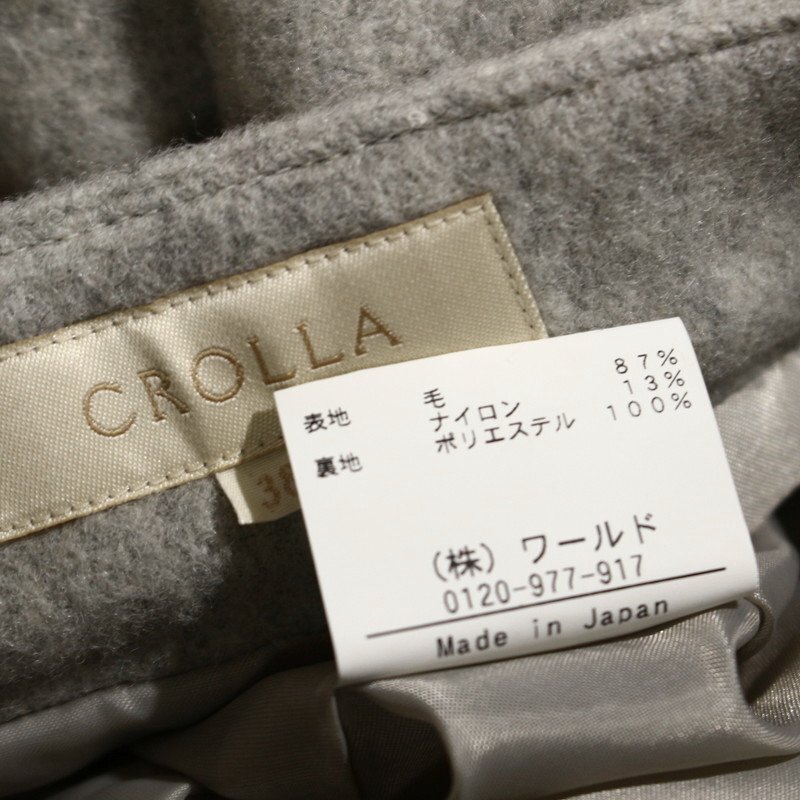 CROLLA
38
表地 毛 87%
ナイロン 13%
裏地 ポリエステル 100%
(株) ワールド
0120-977-917
Made in Japan